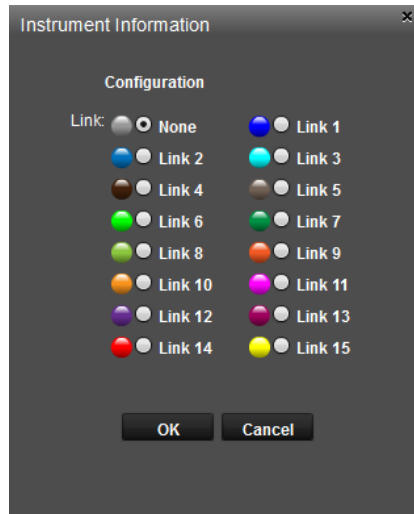 Instrument Information
Configuration
Link: None Link 1
Link 2 Link 3
Link 4 Link 5
Link 6 Link 7
Link 8 Link 9
Link 10 Link 11
Link 12 Link 13
Link 14 Link 15
OK Cancel